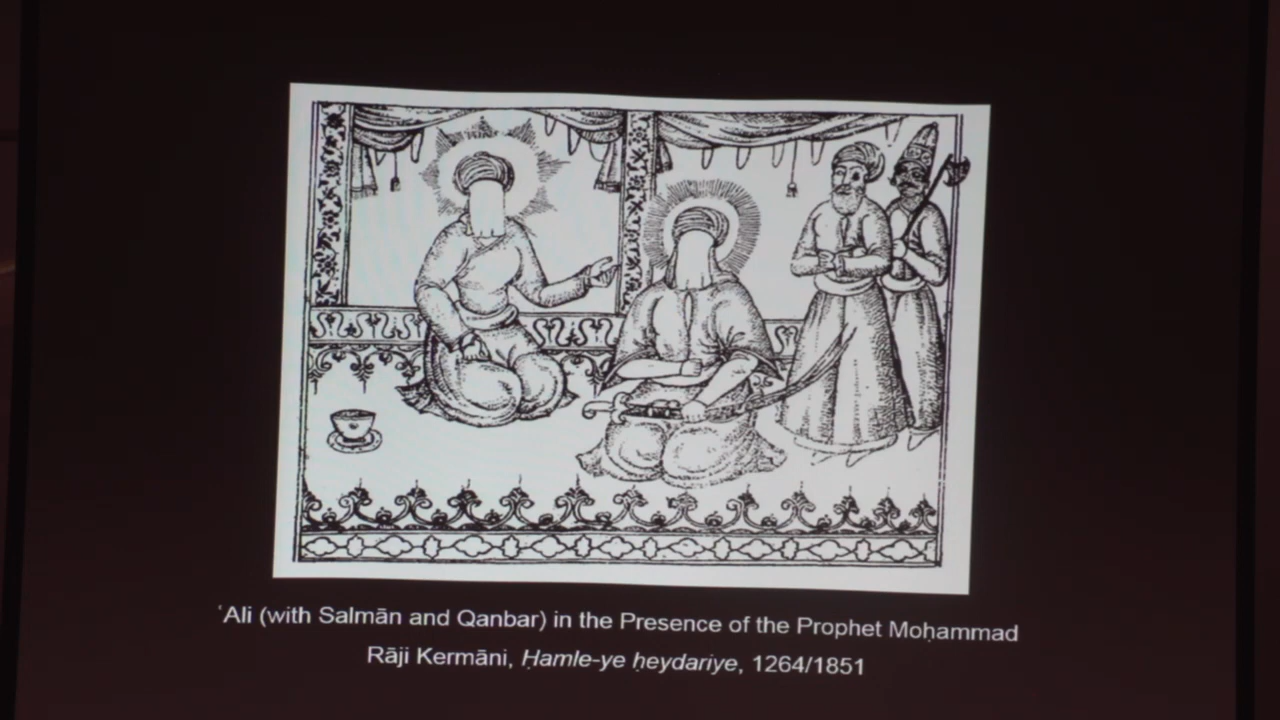 ʿAli (with Salmān and Qanbar) in the Presence of the Prophet Moḥammad
Rāji Kermāni, Ḥamle-ye ḥeydariye, 1264/1851